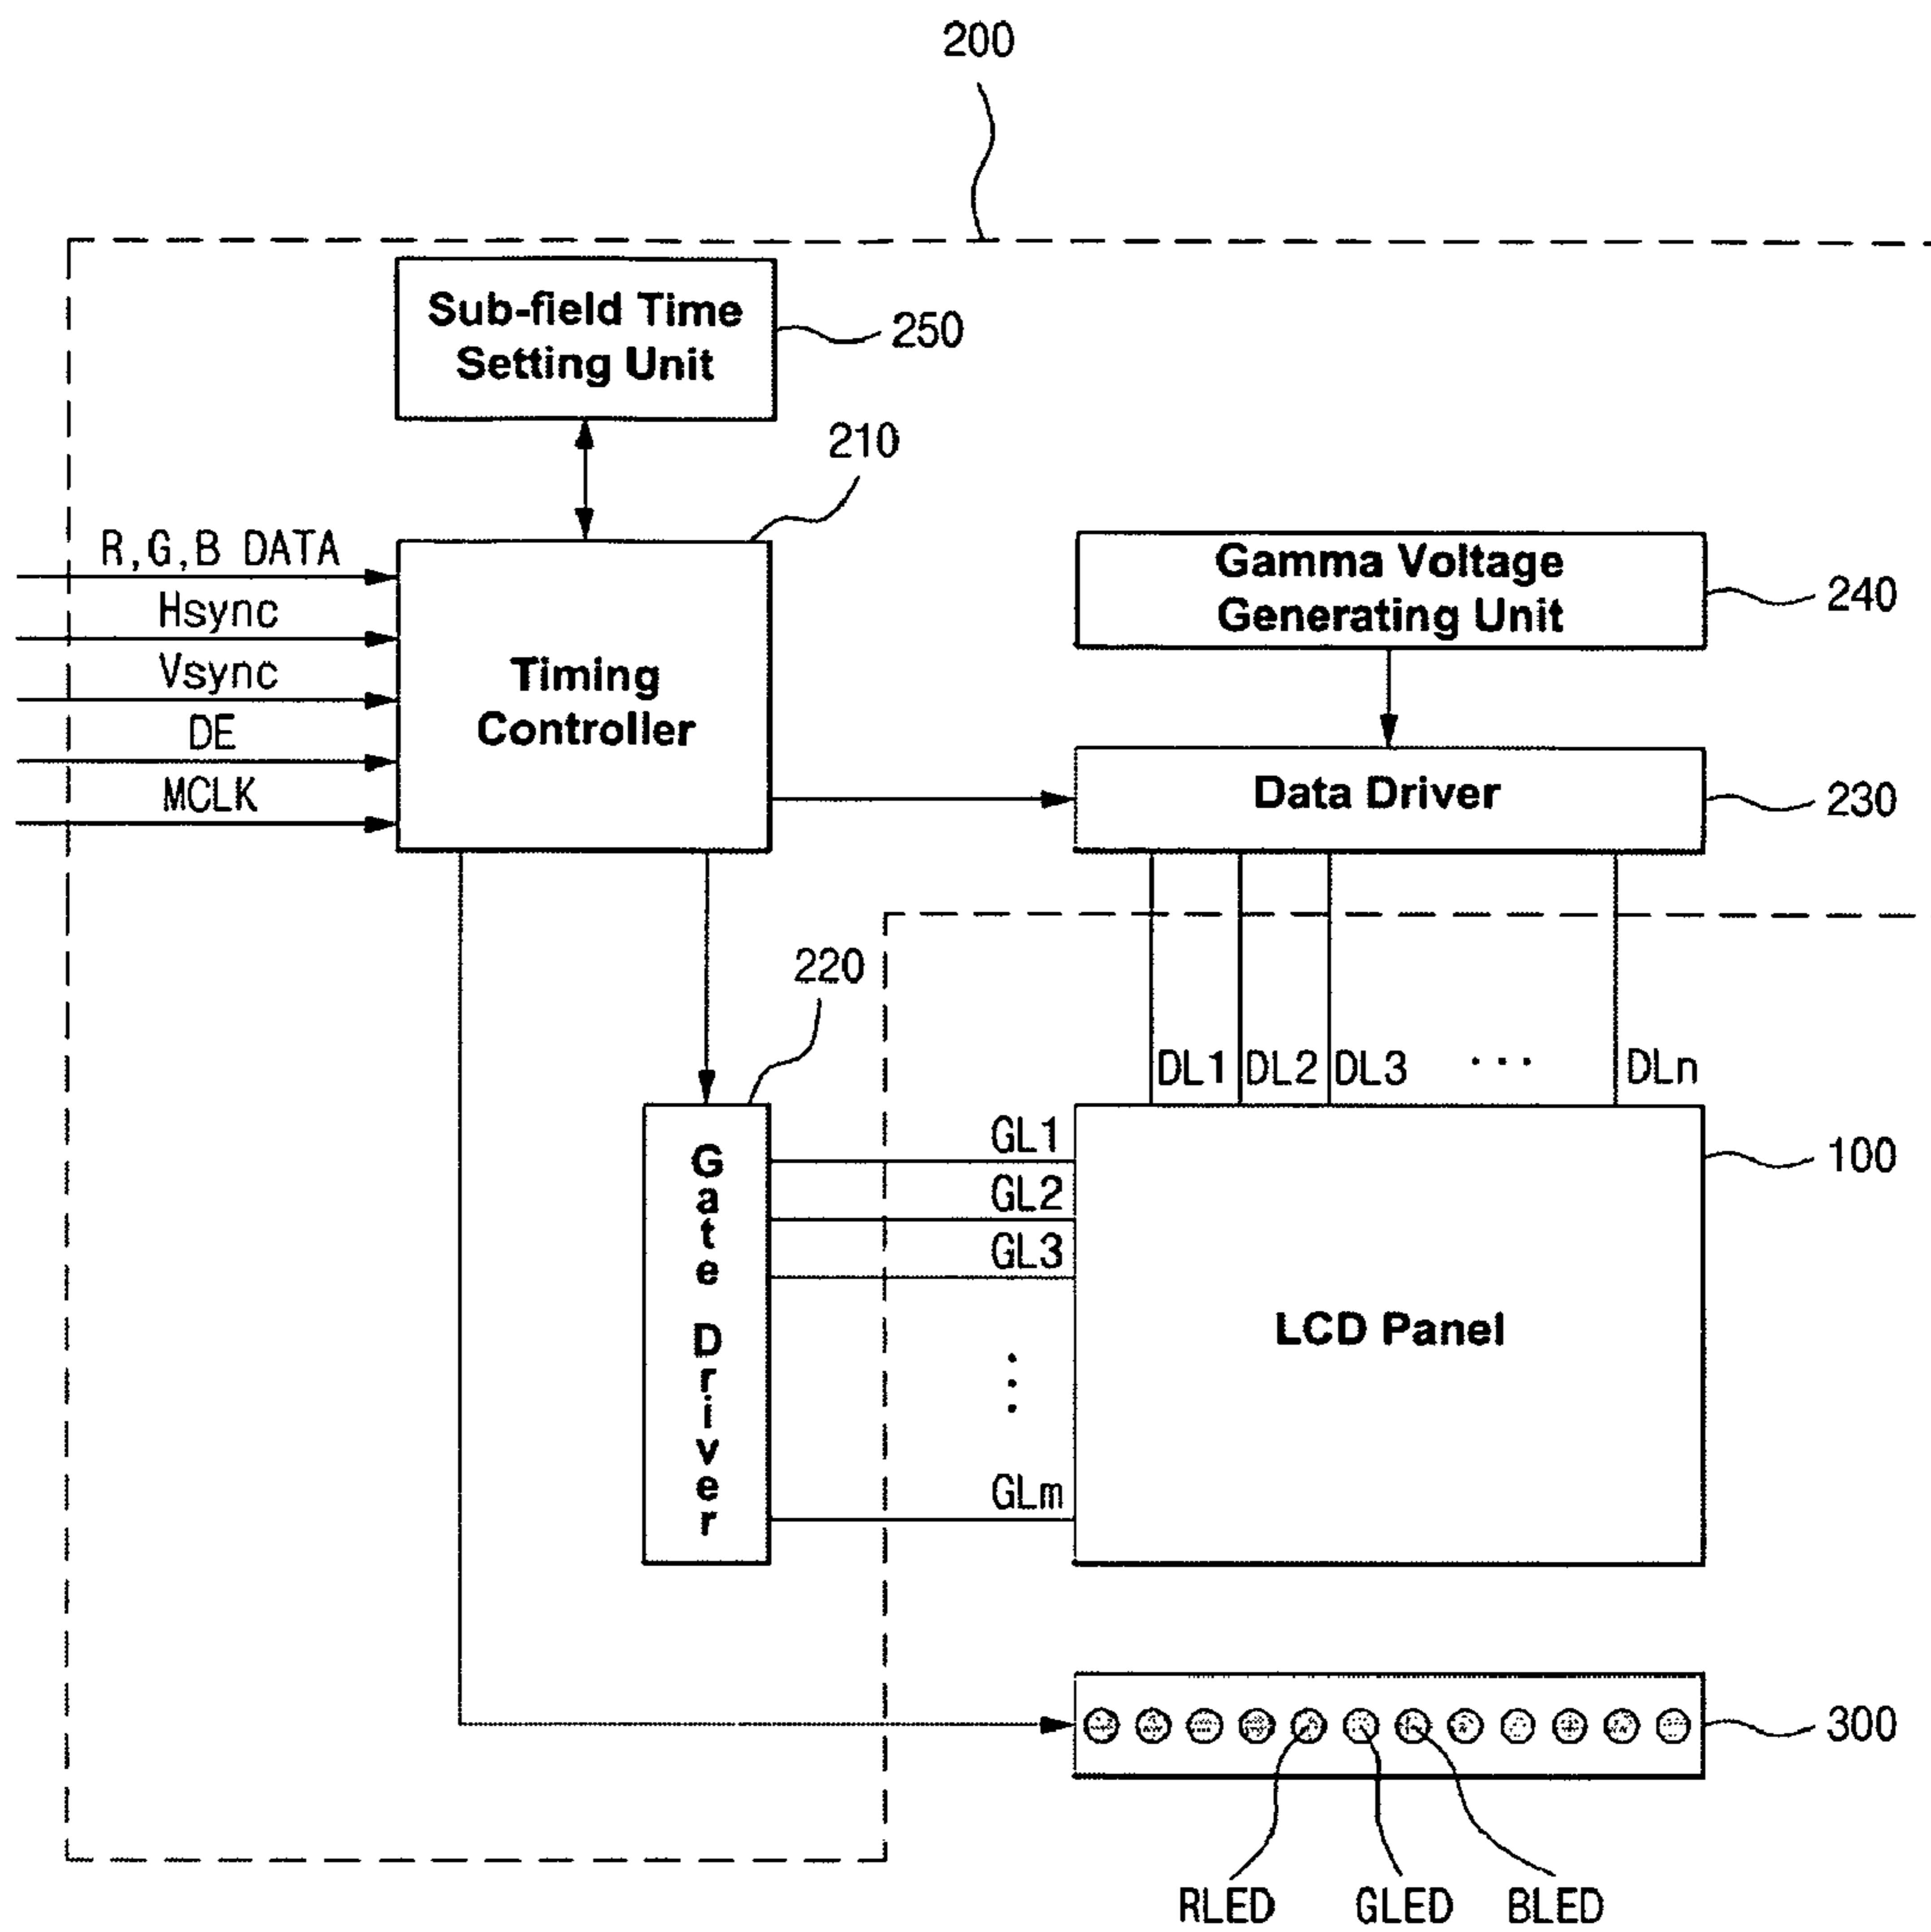 200
Sub-field Time
Setting Unit
250
210
R,G,B DATA
Hsync
Vsync
DE
MCLK
Timing
Controller
Gamma Voltage
Generating Unit
240
Data Driver
230
220
DL1
DL2
DL3
...
DLn
Gate Driver
GL1
GL2
GL3
...
GLm
LCD Panel
100
300
RLED
GLED
BLED